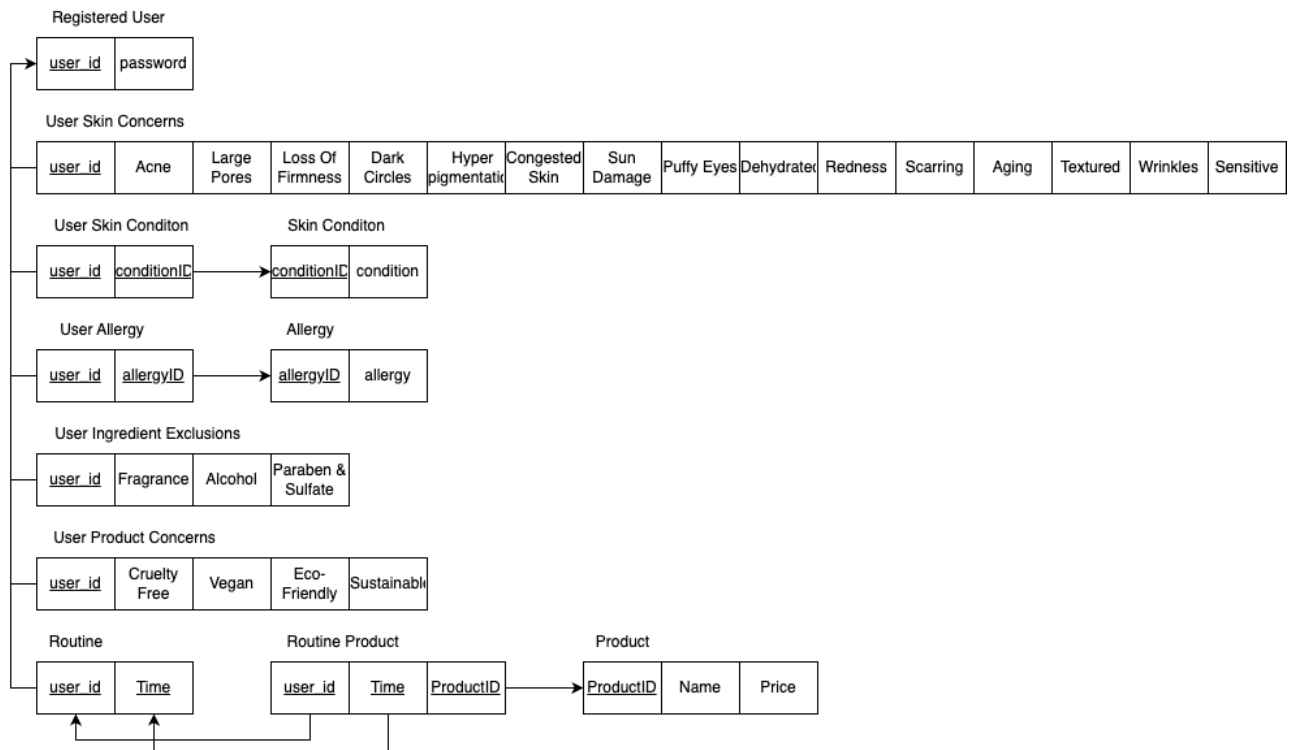 Registered User
user_id password
User Skin Concerns
user_id Acne Large Pores Loss Of Firmness Dark Circles Hyper pigmentatic Congested Skin Sun Damage Puffy Eyes Dehydrated Redness Scarring Aging Textured Wrinkles Sensitive
User Skin Conditon Skin Conditon
user_id conditionID conditionID condition
User Allergy Allergy
user_id allergyID allergyID allergy
User Ingredient Exclusions
user_id Fragrance Alcohol Paraben & Sulfate
User Product Concerns
user_id Cruelty Free Vegan Eco-Friendly Sustainable
Routine Routine Product Product
user_id Time user_id Time ProductID ProductID Name Price